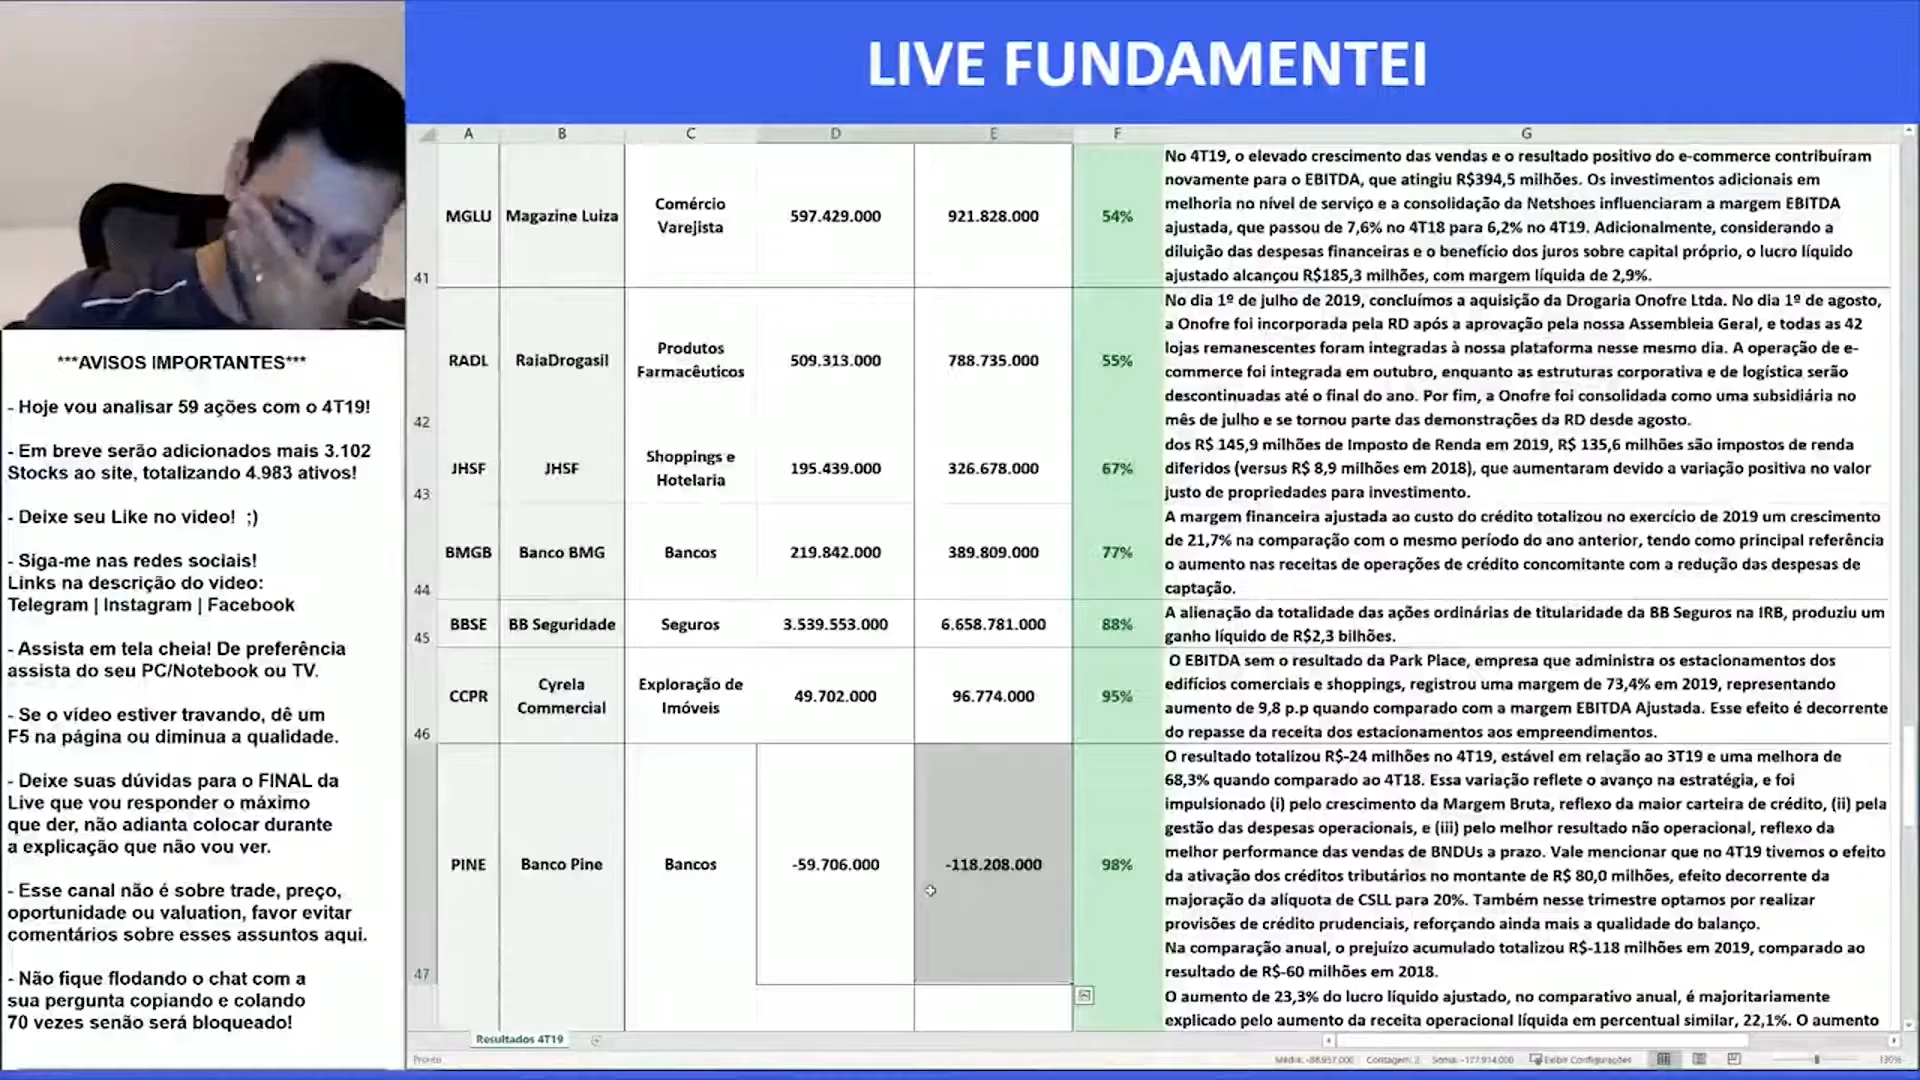 LIVE FUNDAMENTEI
***AVISOS IMPORTANTES***
- Hoje vou analisar 59 ações com o 4T19!
- Em breve serão adicionados mais 3.102
Stocks ao site, totalizando 4.983 ativos!
- Deixe seu Like no video!  ;)
- Siga-me nas redes sociais!
Links na descrição do video:
Telegram | Instagram | Facebook
- Assista em tela cheia! De preferência
assista do seu PC/Notebook ou TV.
- Se o vídeo estiver travando, dê um
F5 na página ou diminua a qualidade.
- Deixe suas dúvidas para o FINAL da
Live que vou responder o máximo
que der, não adianta colocar durante
a explicação que não vou ver.
- Esse canal não é sobre trade, preço,
oportunidade ou valuation, favor evitar
comentários sobre esses assuntos aqui.
- Não fique flodando o chat com a
sua pergunta copiando e colando
70 vezes senão será bloqueado!
A B C D E F G
41 MGLU Magazine Luiza Comércio Varejista 597.429.000 921.828.000 54%
No 4T19, o elevado crescimento das vendas e o resultado positivo do e-commerce contribuíram
novamente para o EBITDA, que atingiu R$394,5 milhões. Os investimentos adicionais em
melhoria no nível de serviço e a consolidação da Netshoes influenciaram a margem EBITDA
ajustada, que passou de 7,6% no 4T18 para 6,2% no 4T19. Adicionalmente, considerando a
diluição das despesas financeiras e o benefício dos juros sobre capital próprio, o lucro líquido
ajustado alcançou R$185,3 milhões, com margem líquida de 2,9%.
42 RADL RaiaDrogasil Produtos Farmacêuticos 509.313.000 788.735.000 55%
No dia 1º de julho de 2019, concluímos a aquisição da Drogaria Onofre Ltda. No dia 1º de agosto,
a Onofre foi incorporada pela RD após a aprovação pela nossa Assembleia Geral, e todas as 42
lojas remanescentes foram integradas à nossa plataforma nesse mesmo dia. A operação de e-
commerce foi integrada em outubro, enquanto as estruturas corporativa e de logística serão
descontinuadas até o final do ano. Por fim, a Onofre foi consolidada como uma subsidiária no
mês de julho e se tornou parte das demonstrações da RD desde agosto.
43 JHSF JHSF Shoppings e Hotelaria 195.439.000 326.678.000 67%
dos R$ 145,9 milhões de Imposto de Renda em 2019, R$ 135,6 milhões são impostos de renda
diferidos (versus R$ 8,9 milhões em 2018), que aumentaram devido a variação positiva no valor
justo de propriedades para investimento.
44 BMGB Banco BMG Bancos 219.842.000 389.809.000 77%
A margem financeira ajustada ao custo do crédito totalizou no exercício de 2019 um crescimento
de 21,7% na comparação com o mesmo período do ano anterior, tendo como principal referência
o aumento nas receitas de operações de crédito concomitante com a redução das despesas de
captação.
45 BBSE BB Seguridade Seguros 3.539.553.000 6.658.781.000 88%
A alienação da totalidade das ações ordinárias de titularidade da BB Seguros na IRB, produziu um
ganho líquido de R$2,3 bilhões.
46 CCPR Cyrela Commercial Exploração de Imóveis 49.702.000 96.774.000 95%
O EBITDA sem o resultado da Park Place, empresa que administra os estacionamentos dos
edifícios comerciais e shoppings, registrou uma margem de 73,4% em 2019, representando
aumento de 9,8 p.p quando comparado com a margem EBITDA Ajustada. Esse efeito é decorrente
do repasse da receita dos estacionamentos aos empreendimentos.
47 PINE Banco Pine Bancos -59.706.000 -118.208.000 98%
O resultado totalizou R$-24 milhões no 4T19, estável em relação ao 3T19 e uma melhora de
68,3% quando comparado ao 4T18. Essa variação reflete o avanço na estratégia, e foi
impulsionado (i) pelo crescimento da Margem Bruta, reflexo da maior carteira de crédito, (ii) pela
gestão das despesas operacionais, e (iii) pelo melhor resultado não operacional, reflexo da
melhor performance das vendas de BNDUs a prazo. Vale mencionar que no 4T19 tivemos o efeito
da ativação dos créditos tributários no montante de R$ 80,0 milhões, efeito decorrente da
majoração da alíquota de CSLL para 20%. Também nesse trimestre optamos por realizar
provisões de crédito prudenciais, reforçando ainda mais a qualidade do balanço.
Na comparação anual, o prejuízo acumulado totalizou R$-118 milhões em 2019, comparado ao
resultado de R$-60 milhões em 2018.
O aumento de 23,3% do lucro líquido ajustado, no comparativo anual, é majoritariamente
explicado pelo aumento da receita operacional líquida em percentual similar, 22,1%. O aumento
Resultados 4T19
Pronto
Média: -88.957.000 Contagem: 2 Soma: -177.914.000 Exibir Configurações 130%